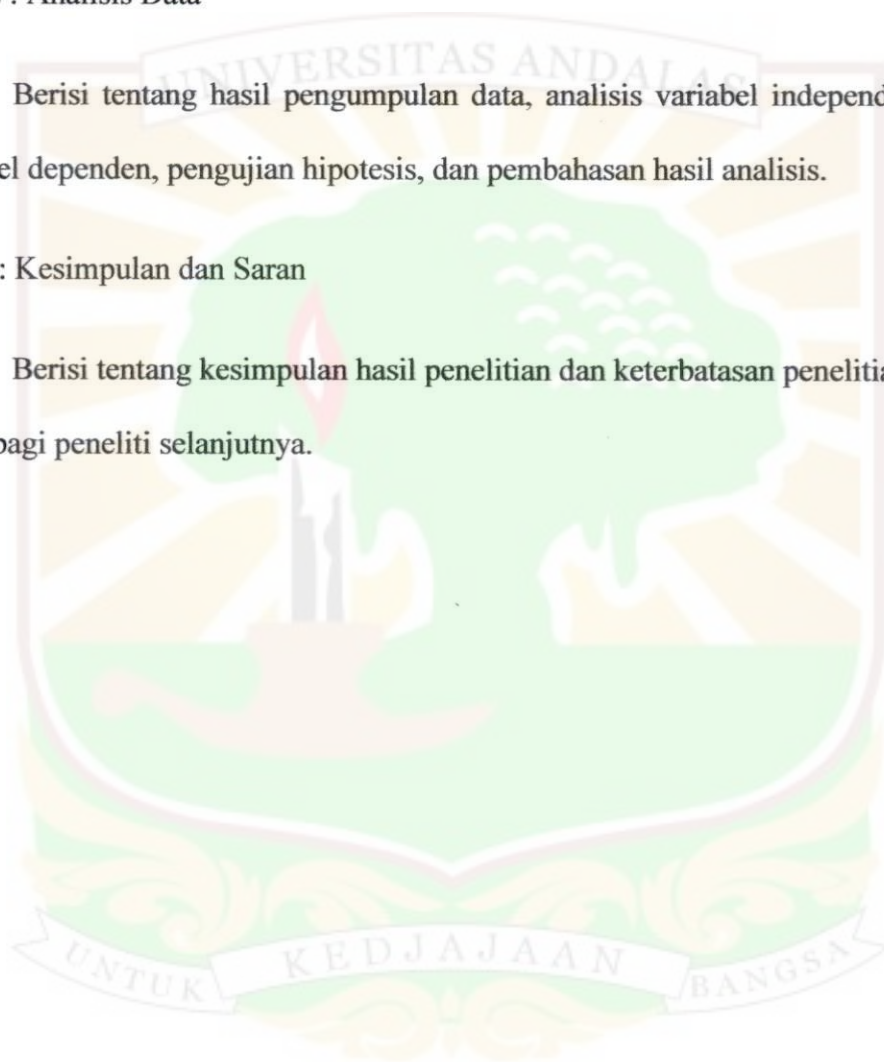 : Analisis Data
UNIVERSITAS ANDALAS
Berisi tentang hasil pengumpulan data, analisis variabel independ
el dependen, pengujian hipotesis, dan pembahasan hasil analisis.
: Kesimpulan dan Saran
Berisi tentang kesimpulan hasil penelitian dan keterbatasan penelitia
bagi peneliti selanjutnya.
UNTUK KEDJAJAAN BANGSA